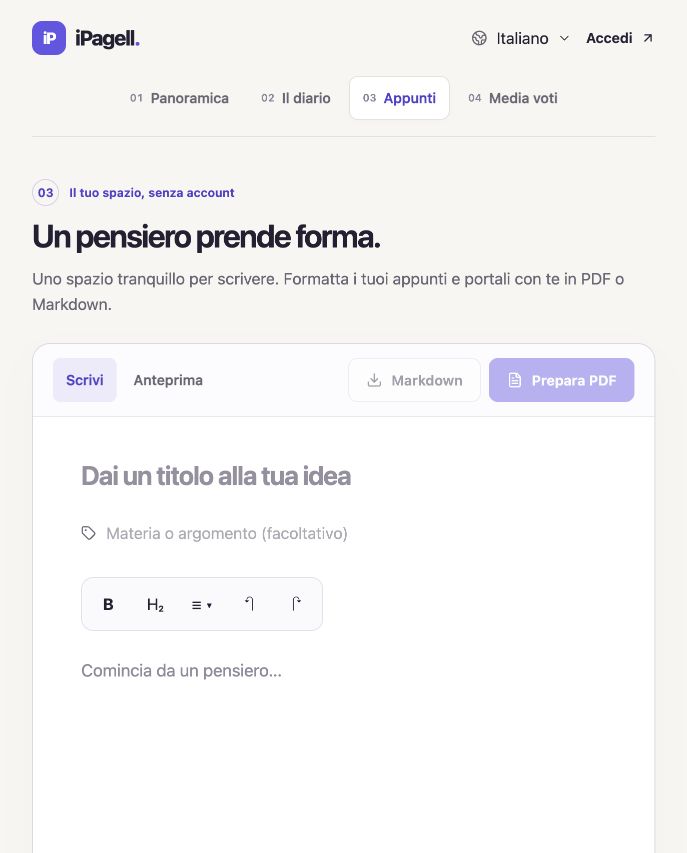 iP iPagell.
Italiano Accedi
01 Panoramica 02 Il diario 03 Appunti 04 Media voti
03 Il tuo spazio, senza account
Un pensiero prende forma.
Uno spazio tranquillo per scrivere. Formatta i tuoi appunti e portali con te in PDF o
Markdown.
Scrivi Anteprima Markdown Prepara PDF
Dai un titolo alla tua idea
Materia o argomento (facoltativo)
B H₂
Comincia da un pensiero...